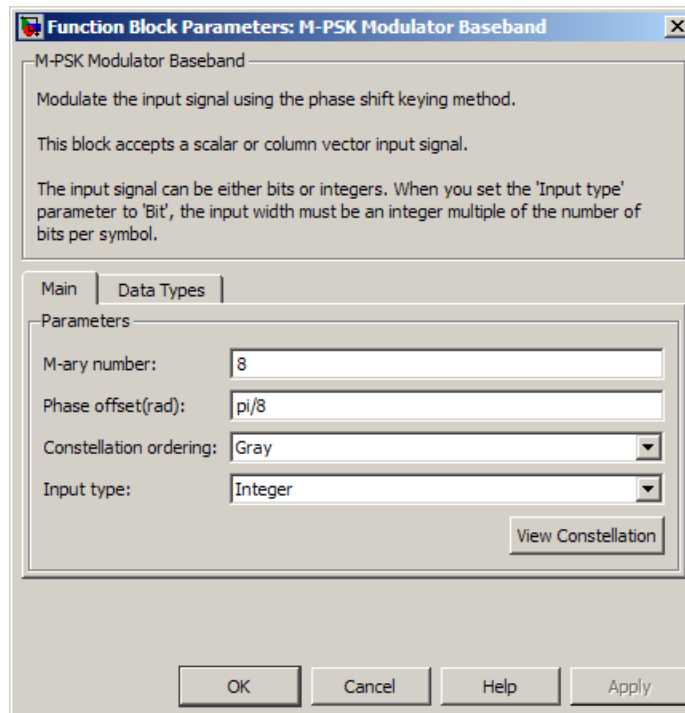 Function Block Parameters: M-PSK Modulator Baseband
M-PSK Modulator Baseband
Modulate the input signal using the phase shift keying method.
This block accepts a scalar or column vector input signal.
The input signal can be either bits or integers. When you set the 'Input type'
parameter to 'Bit', the input width must be an integer multiple of the number of
bits per symbol.
Main Data Types
Parameters
M-ary number: 8
Phase offset(rad): pi/8
Constellation ordering: Gray
Input type: Integer
View Constellation
OK Cancel Help Apply